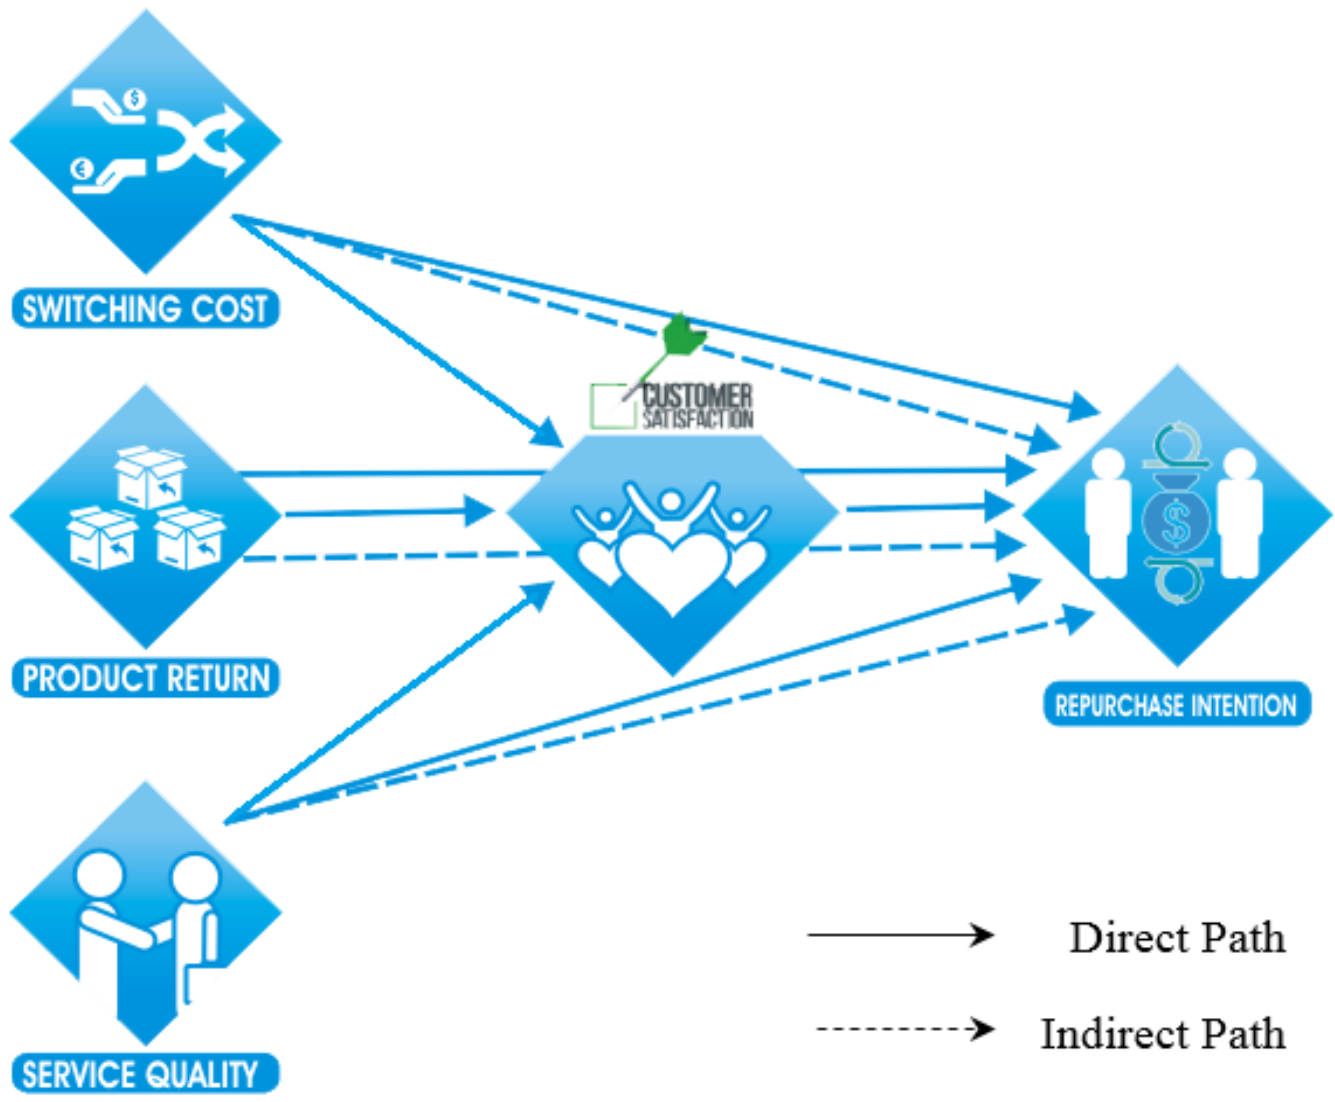 SWITCHING COST
CUSTOMER
SATISFACTION
PRODUCT RETURN
REPURCHASE INTENTION
SERVICE QUALITY
Direct Path
Indirect Path